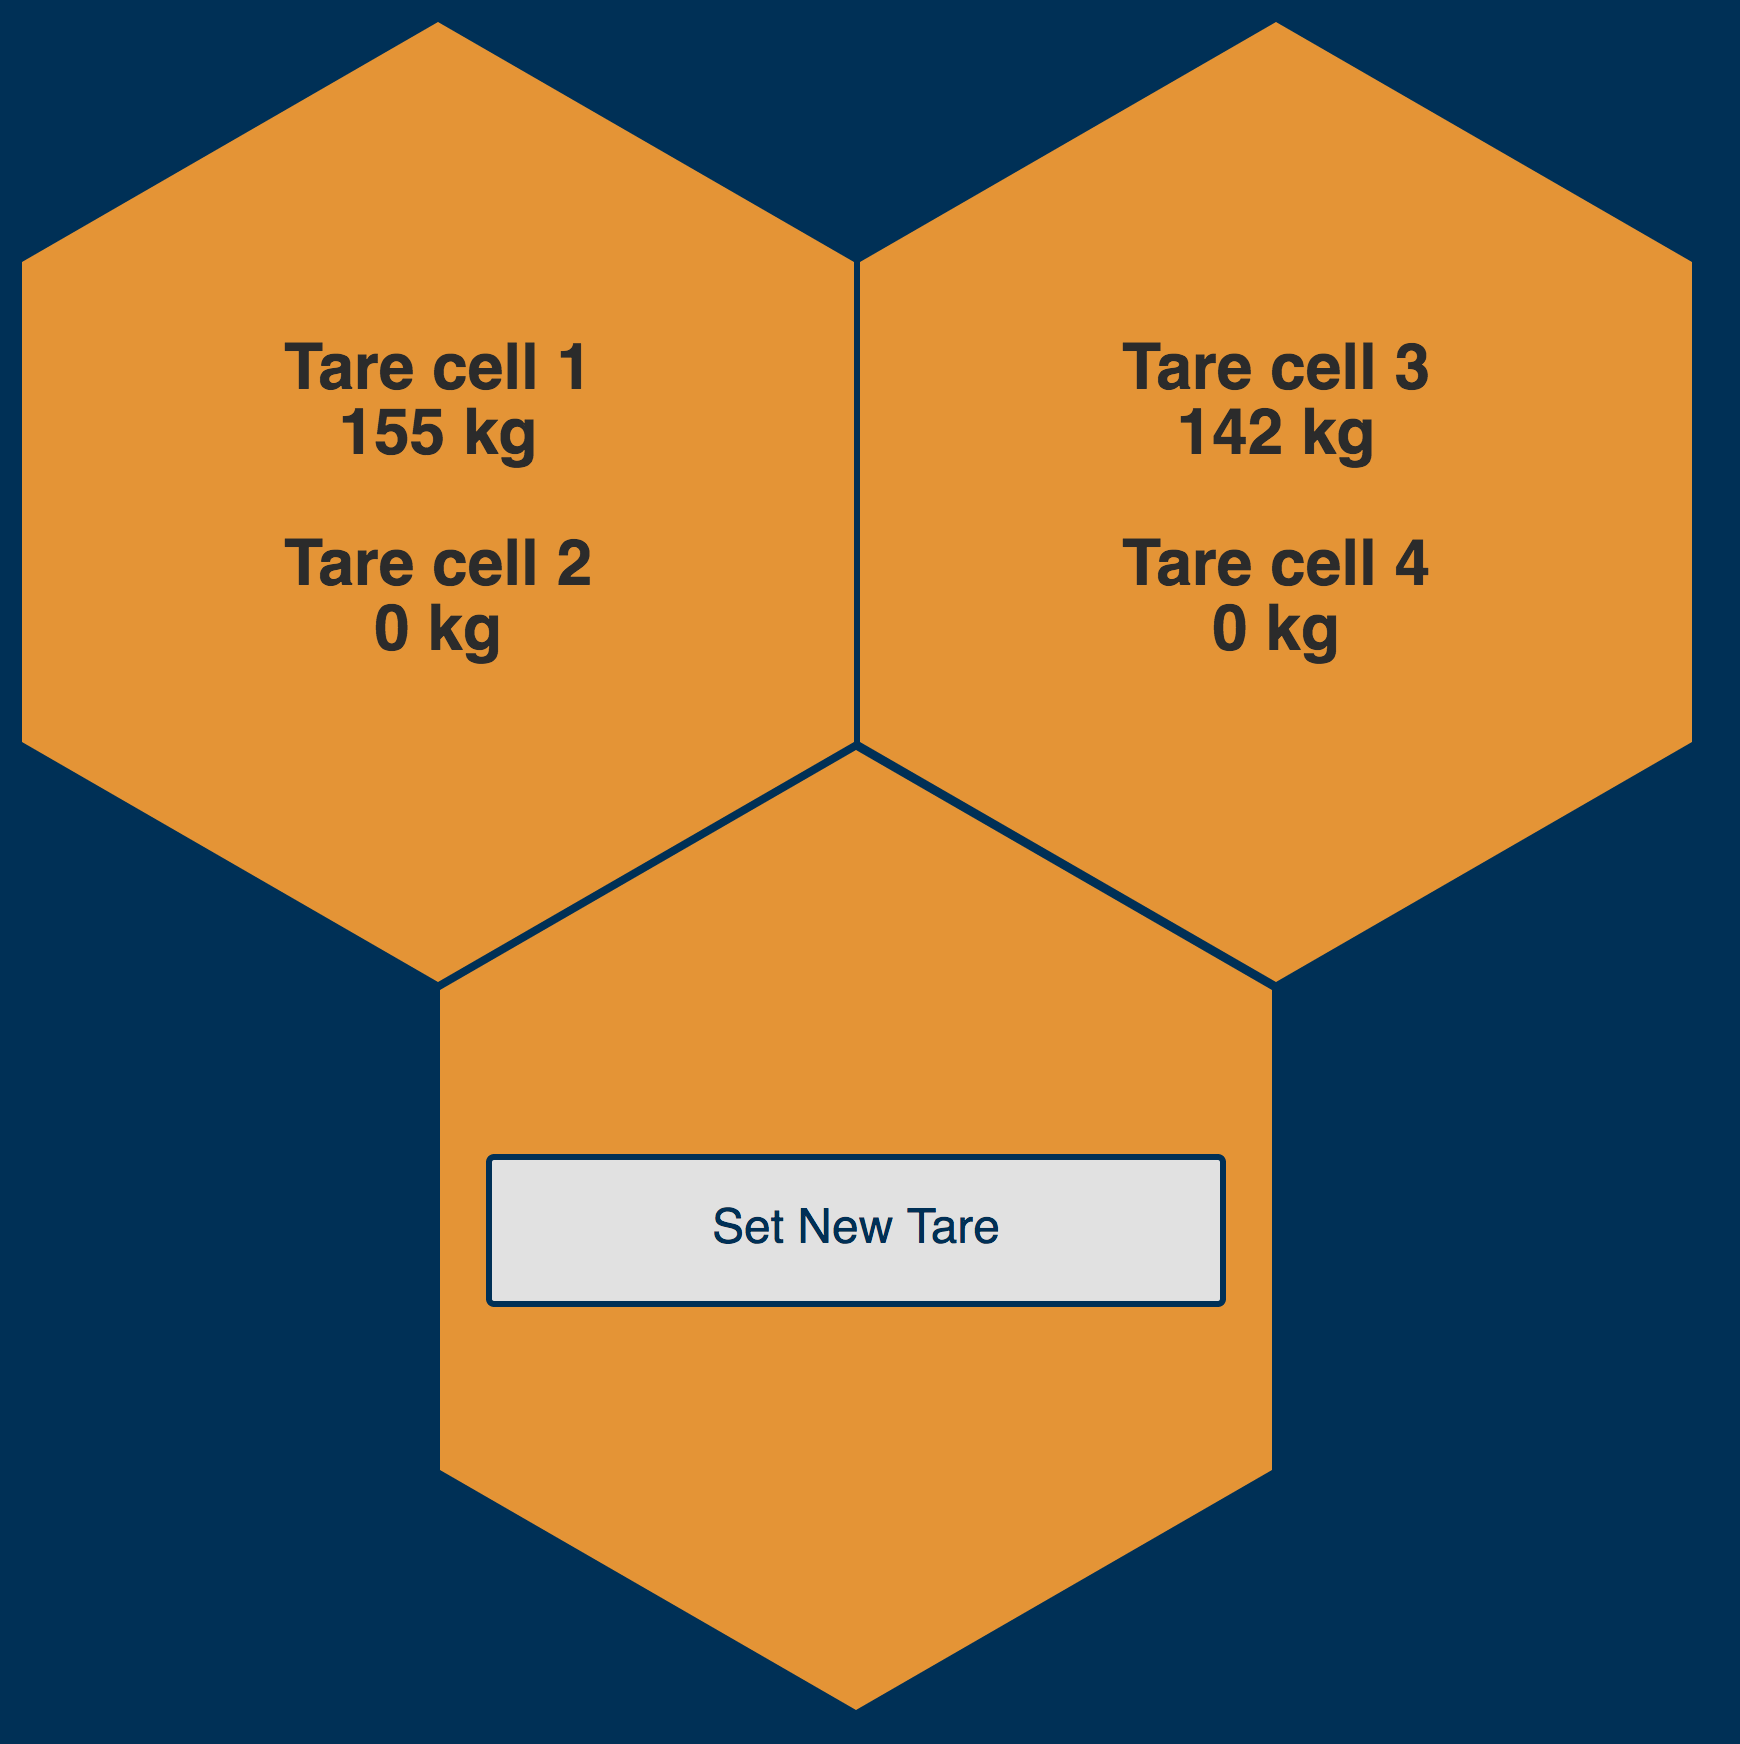 Tare cell 1
155 kg
Tare cell 2
0 kg
Tare cell 3
142 kg
Tare cell 4
0 kg
Set New Tare